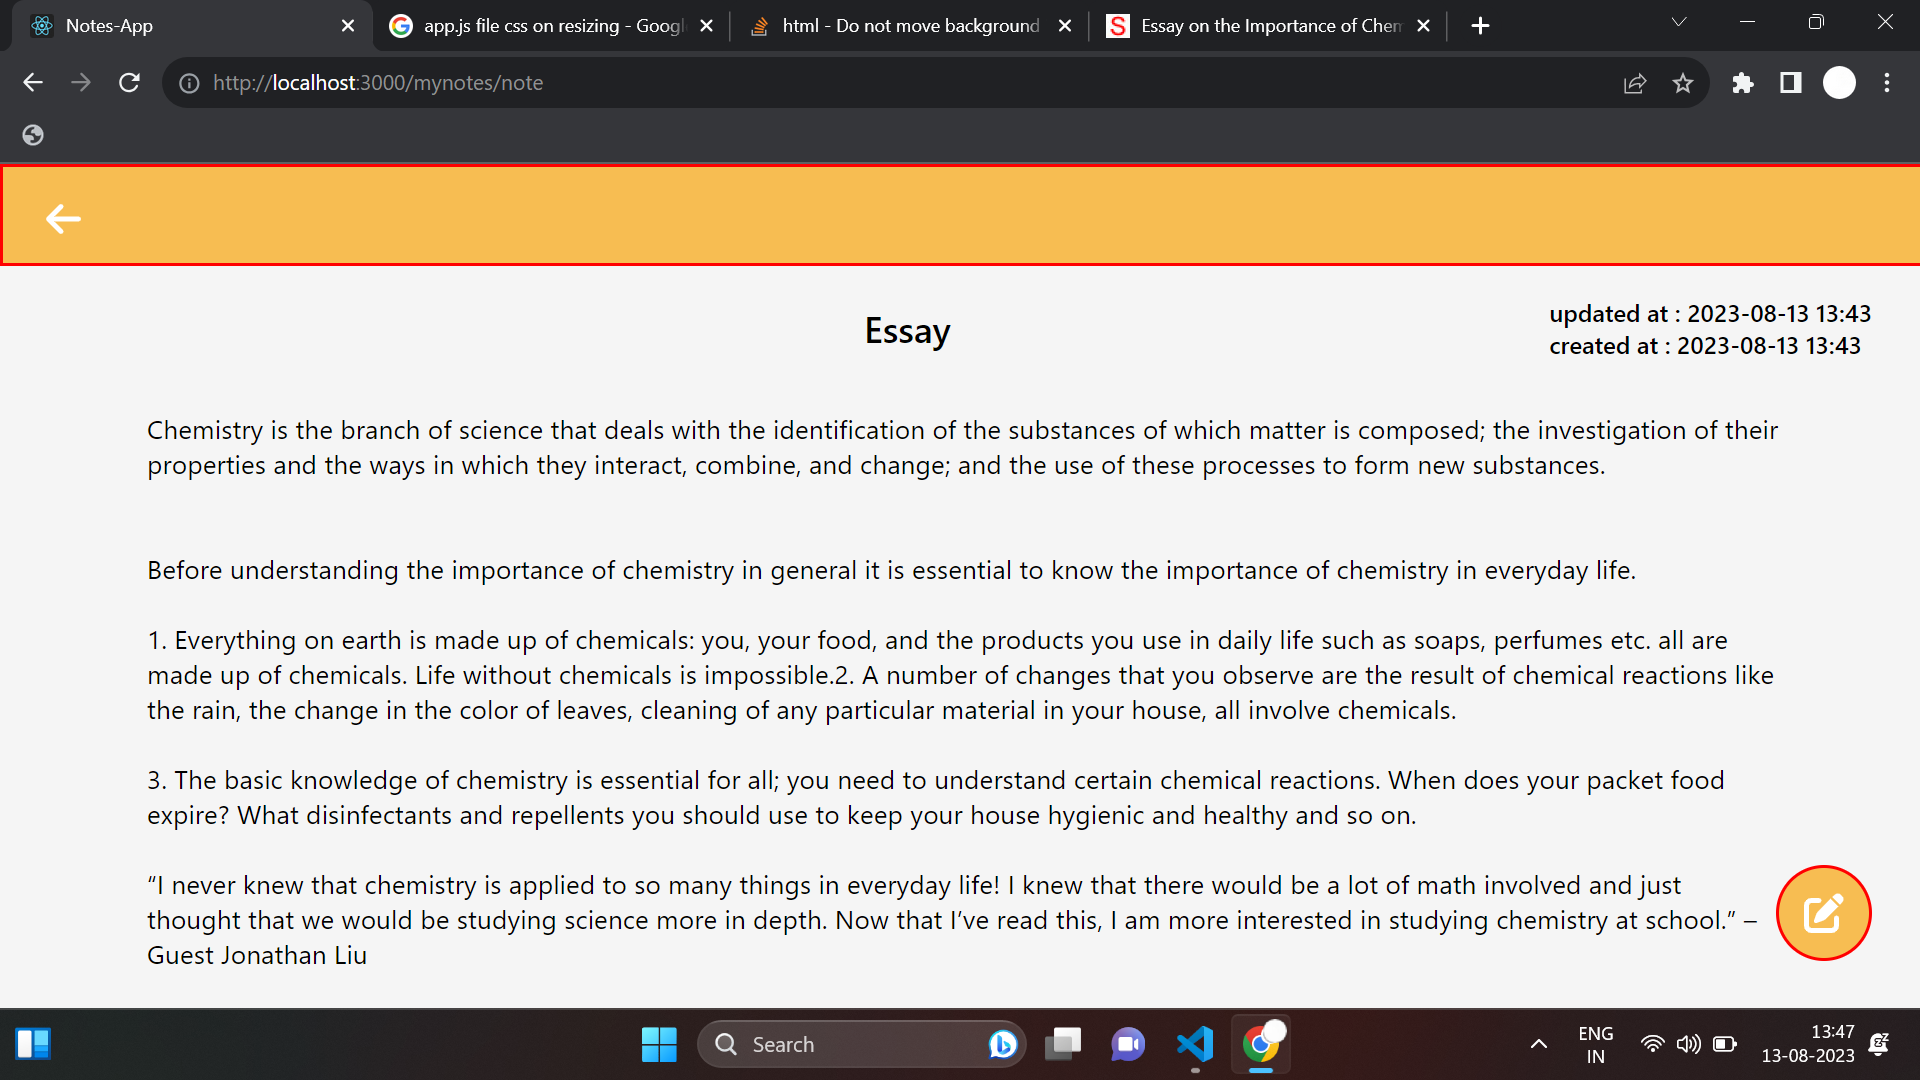 Notes-App
app.js file css on resizing - Googl
html - Do not move background
Essay on the Importance of Chem
http://localhost:3000/mynotes/note
Essay
updated at : 2023-08-13 13:43
created at : 2023-08-13 13:43
Chemistry is the branch of science that deals with the identification of the substances of which matter is composed; the investigation of their
properties and the ways in which they interact, combine, and change; and the use of these processes to form new substances.
Before understanding the importance of chemistry in general it is essential to know the importance of chemistry in everyday life.
1. Everything on earth is made up of chemicals: you, your food, and the products you use in daily life such as soaps, perfumes etc. all are
made up of chemicals. Life without chemicals is impossible.2. A number of changes that you observe are the result of chemical reactions like
the rain, the change in the color of leaves, cleaning of any particular material in your house, all involve chemicals.
3. The basic knowledge of chemistry is essential for all; you need to understand certain chemical reactions. When does your packet food
expire? What disinfectants and repellents you should use to keep your house hygienic and healthy and so on.
“I never knew that chemistry is applied to so many things in everyday life! I knew that there would be a lot of math involved and just
thought that we would be studying science more in depth. Now that I’ve read this, I am more interested in studying chemistry at school.” –
Guest Jonathan Liu
Search
ENG
IN
13:47
13-08-2023